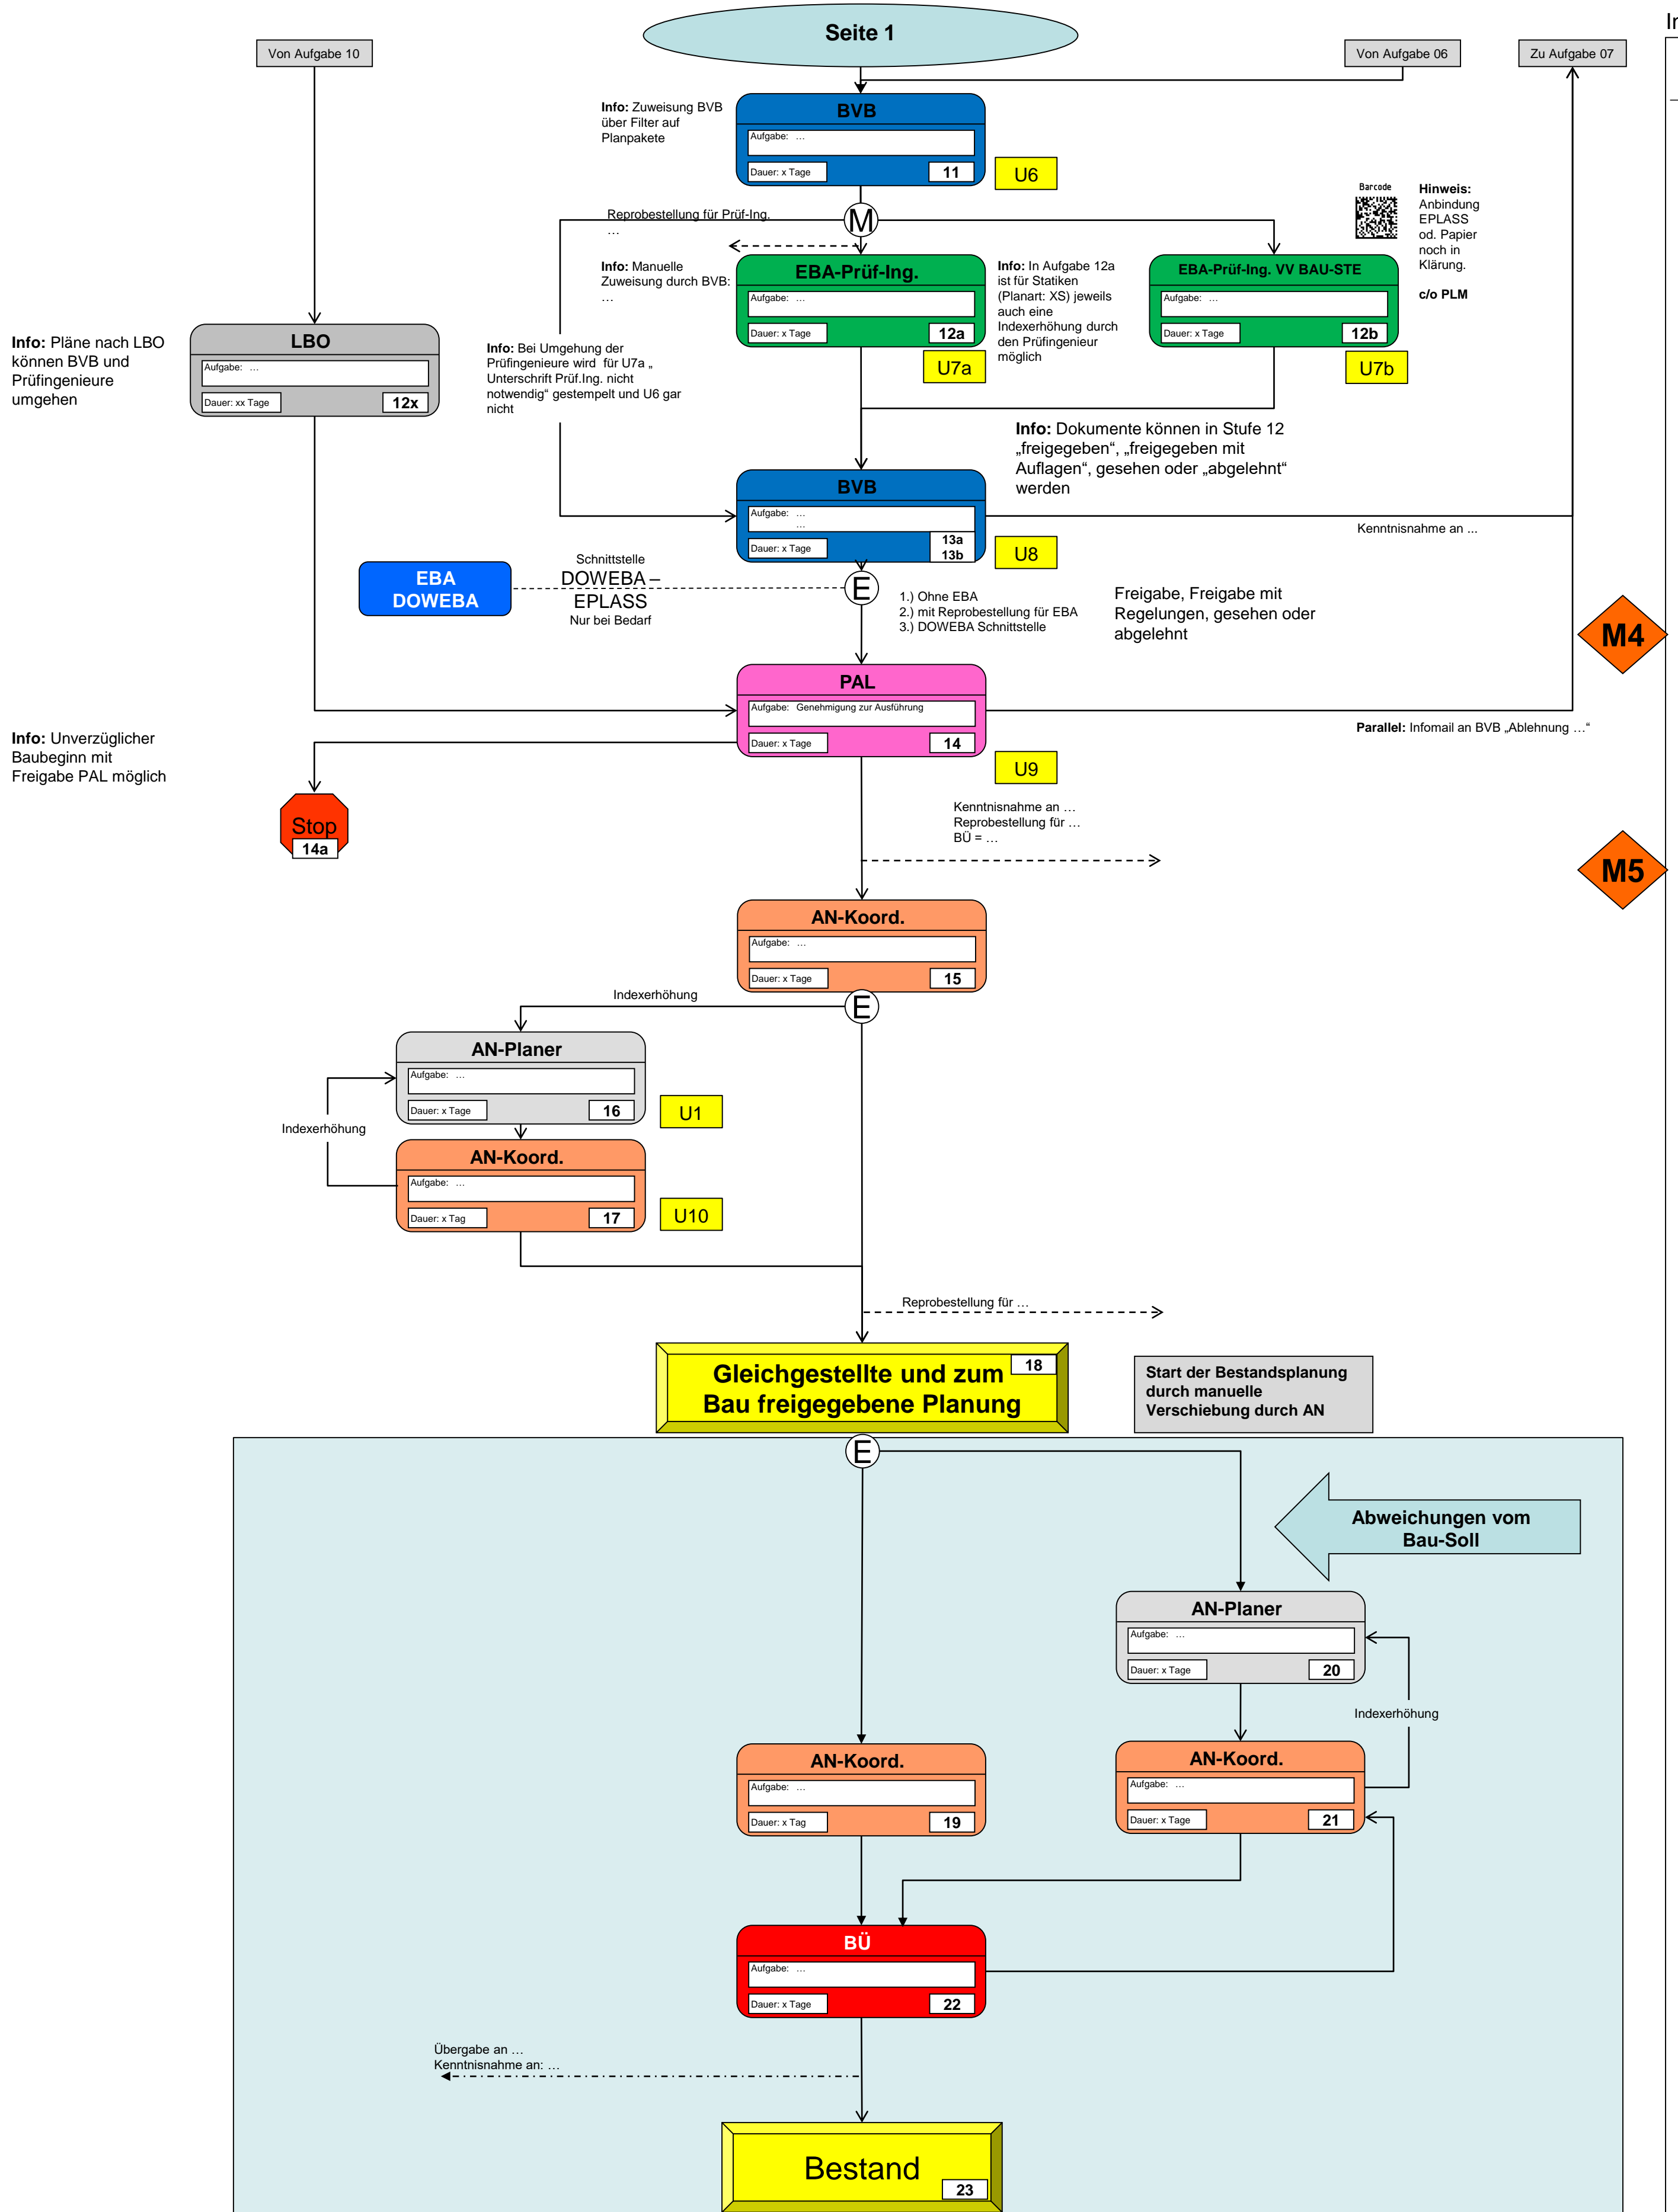 Seite 1
In
Von Aufgabe 10
Von Aufgabe 06
Zu Aufgabe 07
Info: Zuweisung BVB
über Filter auf
Planpakete
BVB
Aufgabe: …
Dauer: x Tage
11
U6
Barcode
Hinweis:
Anbindung
EPLASS
od. Papier
noch in
Klärung.
c/o PLM
Reprobestellung für Prüf-Ing.
…
M
Info: Manuelle
Zuweisung durch BVB:
…
EBA-Prüf-Ing.
Aufgabe: …
Dauer: x Tage
12a
U7a
Info: In Aufgabe 12a
ist für Statiken
(Planart: XS) jeweils
auch eine
Indexerhöhung durch
den Prüfingenieur
möglich
EBA-Prüf-Ing. VV BAU-STE
Aufgabe: …
Dauer: x Tage
12b
U7b
Info: Pläne nach LBO
können BVB und
Prüfingenieure
umgehen
LBO
Aufgabe: …
Dauer: xx Tage
12x
Info: Bei Umgehung der
Prüfingenieure wird für U7a „
Unterschrift Prüf.Ing. nicht
notwendig“ gestempelt und U6 gar
nicht
Info: Dokumente können in Stufe 12
„freigegeben“, „freigegeben mit
Auflagen“, gesehen oder „abgelehnt“
werden
BVB
Aufgabe: …
…
Dauer: x Tage
13a
13b
U8
Kenntnisnahme an ...
EBA
DOWEBA
Schnittstelle
DOWEBA –
EPLASS
Nur bei Bedarf
E
1.) Ohne EBA
2.) mit Reprobestellung für EBA
3.) DOWEBA Schnittstelle
Freigabe, Freigabe mit
Regelungen, gesehen oder
abgelehnt
M4
PAL
Aufgabe: Genehmigung zur Ausführung
Dauer: x Tage
14
U9
Parallel: Infomail an BVB „Ablehnung …“
Info: Unverzüglicher
Baubeginn mit
Freigabe PAL möglich
Stop
14a
Kenntnisnahme an …
Reprobestellung für …
BÜ = …
M5
AN-Koord.
Aufgabe: …
Dauer: x Tage
15
Indexerhöhung
E
AN-Planer
Aufgabe: …
Dauer: x Tage
16
U1
Indexerhöhung
AN-Koord.
Aufgabe: …
Dauer: x Tag
17
U10
Reprobestellung für …
Gleichgestellte und zum
Bau freigegebene Planung
18
Start der Bestandsplanung
durch manuelle
Verschiebung durch AN
E
Abweichungen vom
Bau-Soll
AN-Planer
Aufgabe: …
Dauer: x Tage
20
Indexerhöhung
AN-Koord.
Aufgabe: …
Dauer: x Tag
19
AN-Koord.
Aufgabe: …
Dauer: x Tage
21
BÜ
Aufgabe: …
Dauer: x Tage
22
Übergabe an …
Kenntnisnahme an: …
Bestand
23